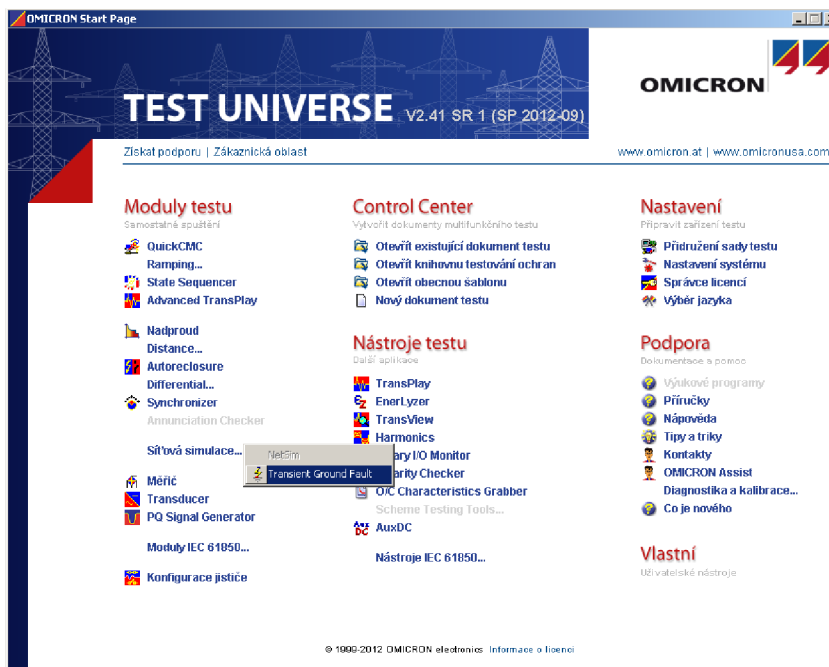 OMICRON Start Page
OMICRON
TEST UNIVERSE V2.41 SR 1 (SP 2012-09)
Získat podporu | Zákaznická oblast
www.omicron.at | www.omicronusa.com
Moduly testu
Samostatné spuštění
QuickCMC
Ramping...
State Sequencer
Advanced TransPlay
Nadproud
Distance...
Autoreclosure
Differential...
Synchronizer
Annunciation Checker
Síťová simulace...
NetSim
Transient Ground Fault
Měřič
Transducer
PQ Signal Generator
Moduly IEC 61850...
Konfigurace jističe
Control Center
Vytvořit dokumenty multifunkčního testu
Otevřít existující dokument testu
Otevřít knihovnu testování ochran
Otevřít obecnou šablonu
Nový dokument testu
Nástroje testu
Další aplikace
TransPlay
EnerLyzer
TransView
Harmonics
ary I/O Monitor
arity Checker
O/C Characteristics Grabber
Scheme Testing Tools...
AuxDC
Nástroje IEC 61850...
Nastavení
Připravit zařízení testu
Přidružení sady testu
Nastavení systému
Správce licencí
Výběr jazyka
Podpora
Dokumentace a pomoc
Výukové programy
Příručky
Nápověda
Tipy a triky
Kontakty
OMICRON Assist
Diagnostika a kalibrace...
Co je nového
Vlastní
Uživatelské nástroje
© 1999-2012 OMICRON electronics Informace o licenci